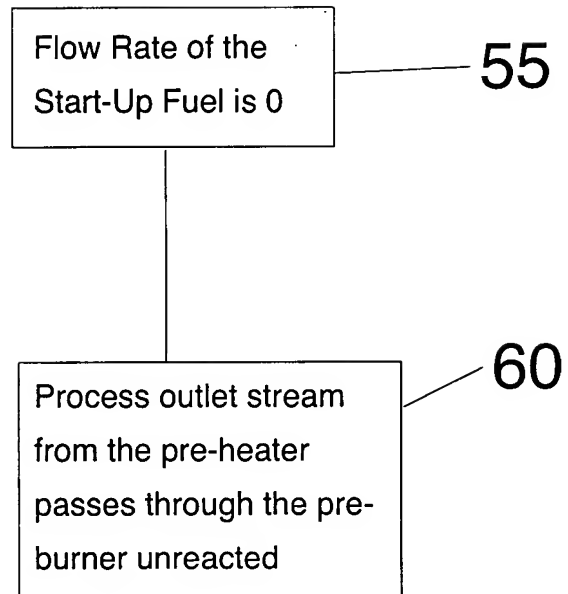 Flow Rate of the
Start-Up Fuel is 0
55
Process outlet stream
from the pre-heater
passes through the pre-
burner unreacted
60